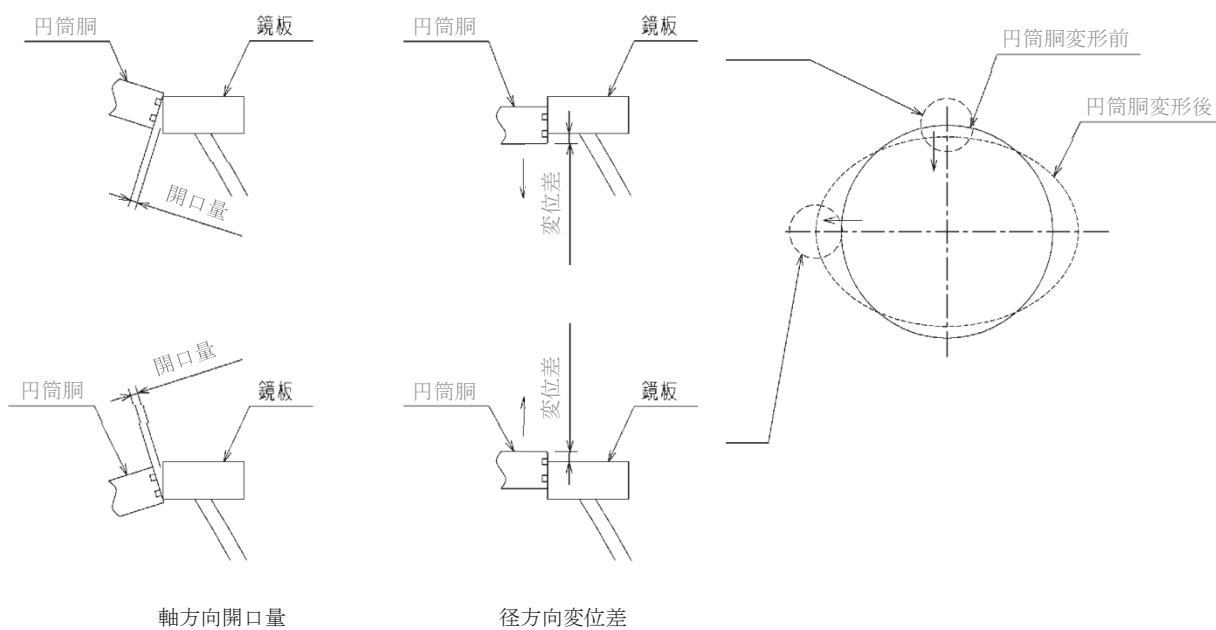 円筒胴
鏡板
円筒胴
鏡板
円筒胴変形前
円筒胴変形後
開口量
変位差
開口量
変位差
円筒胴
鏡板
円筒胴
鏡板
軸方向開口量
径方向変位差